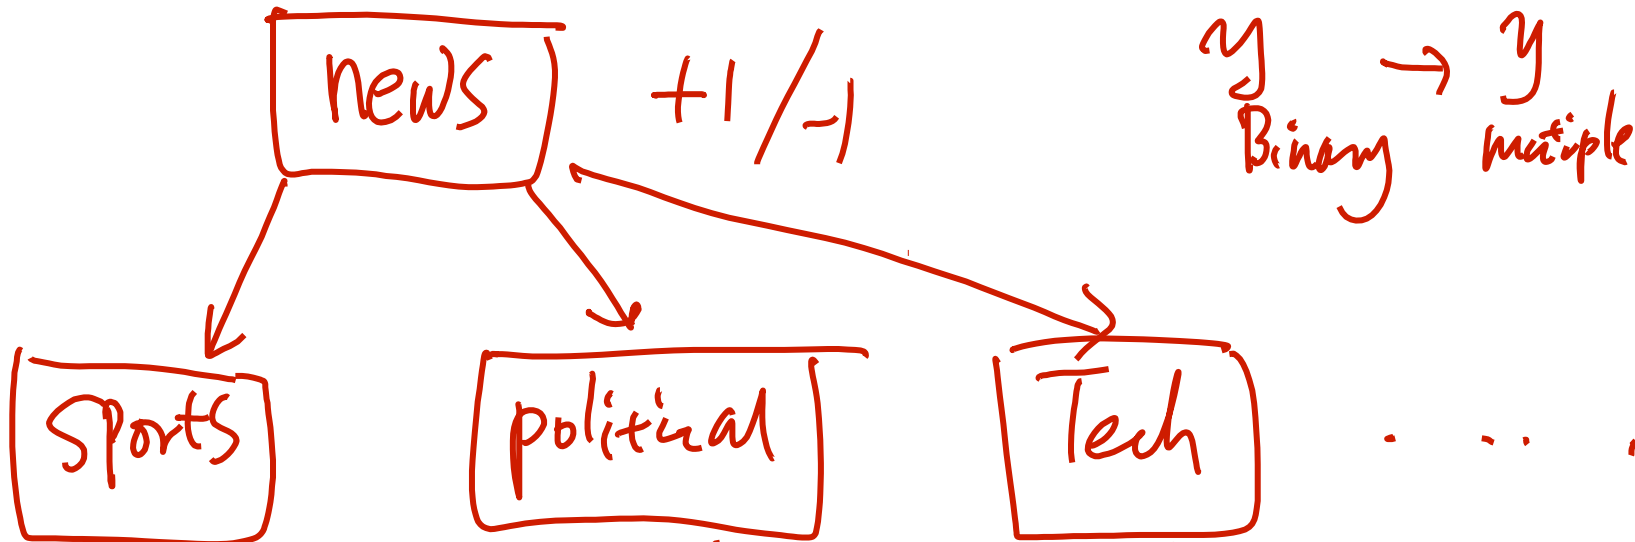 news +1/-1 y → y
Binary multiple
sports political Tech ....